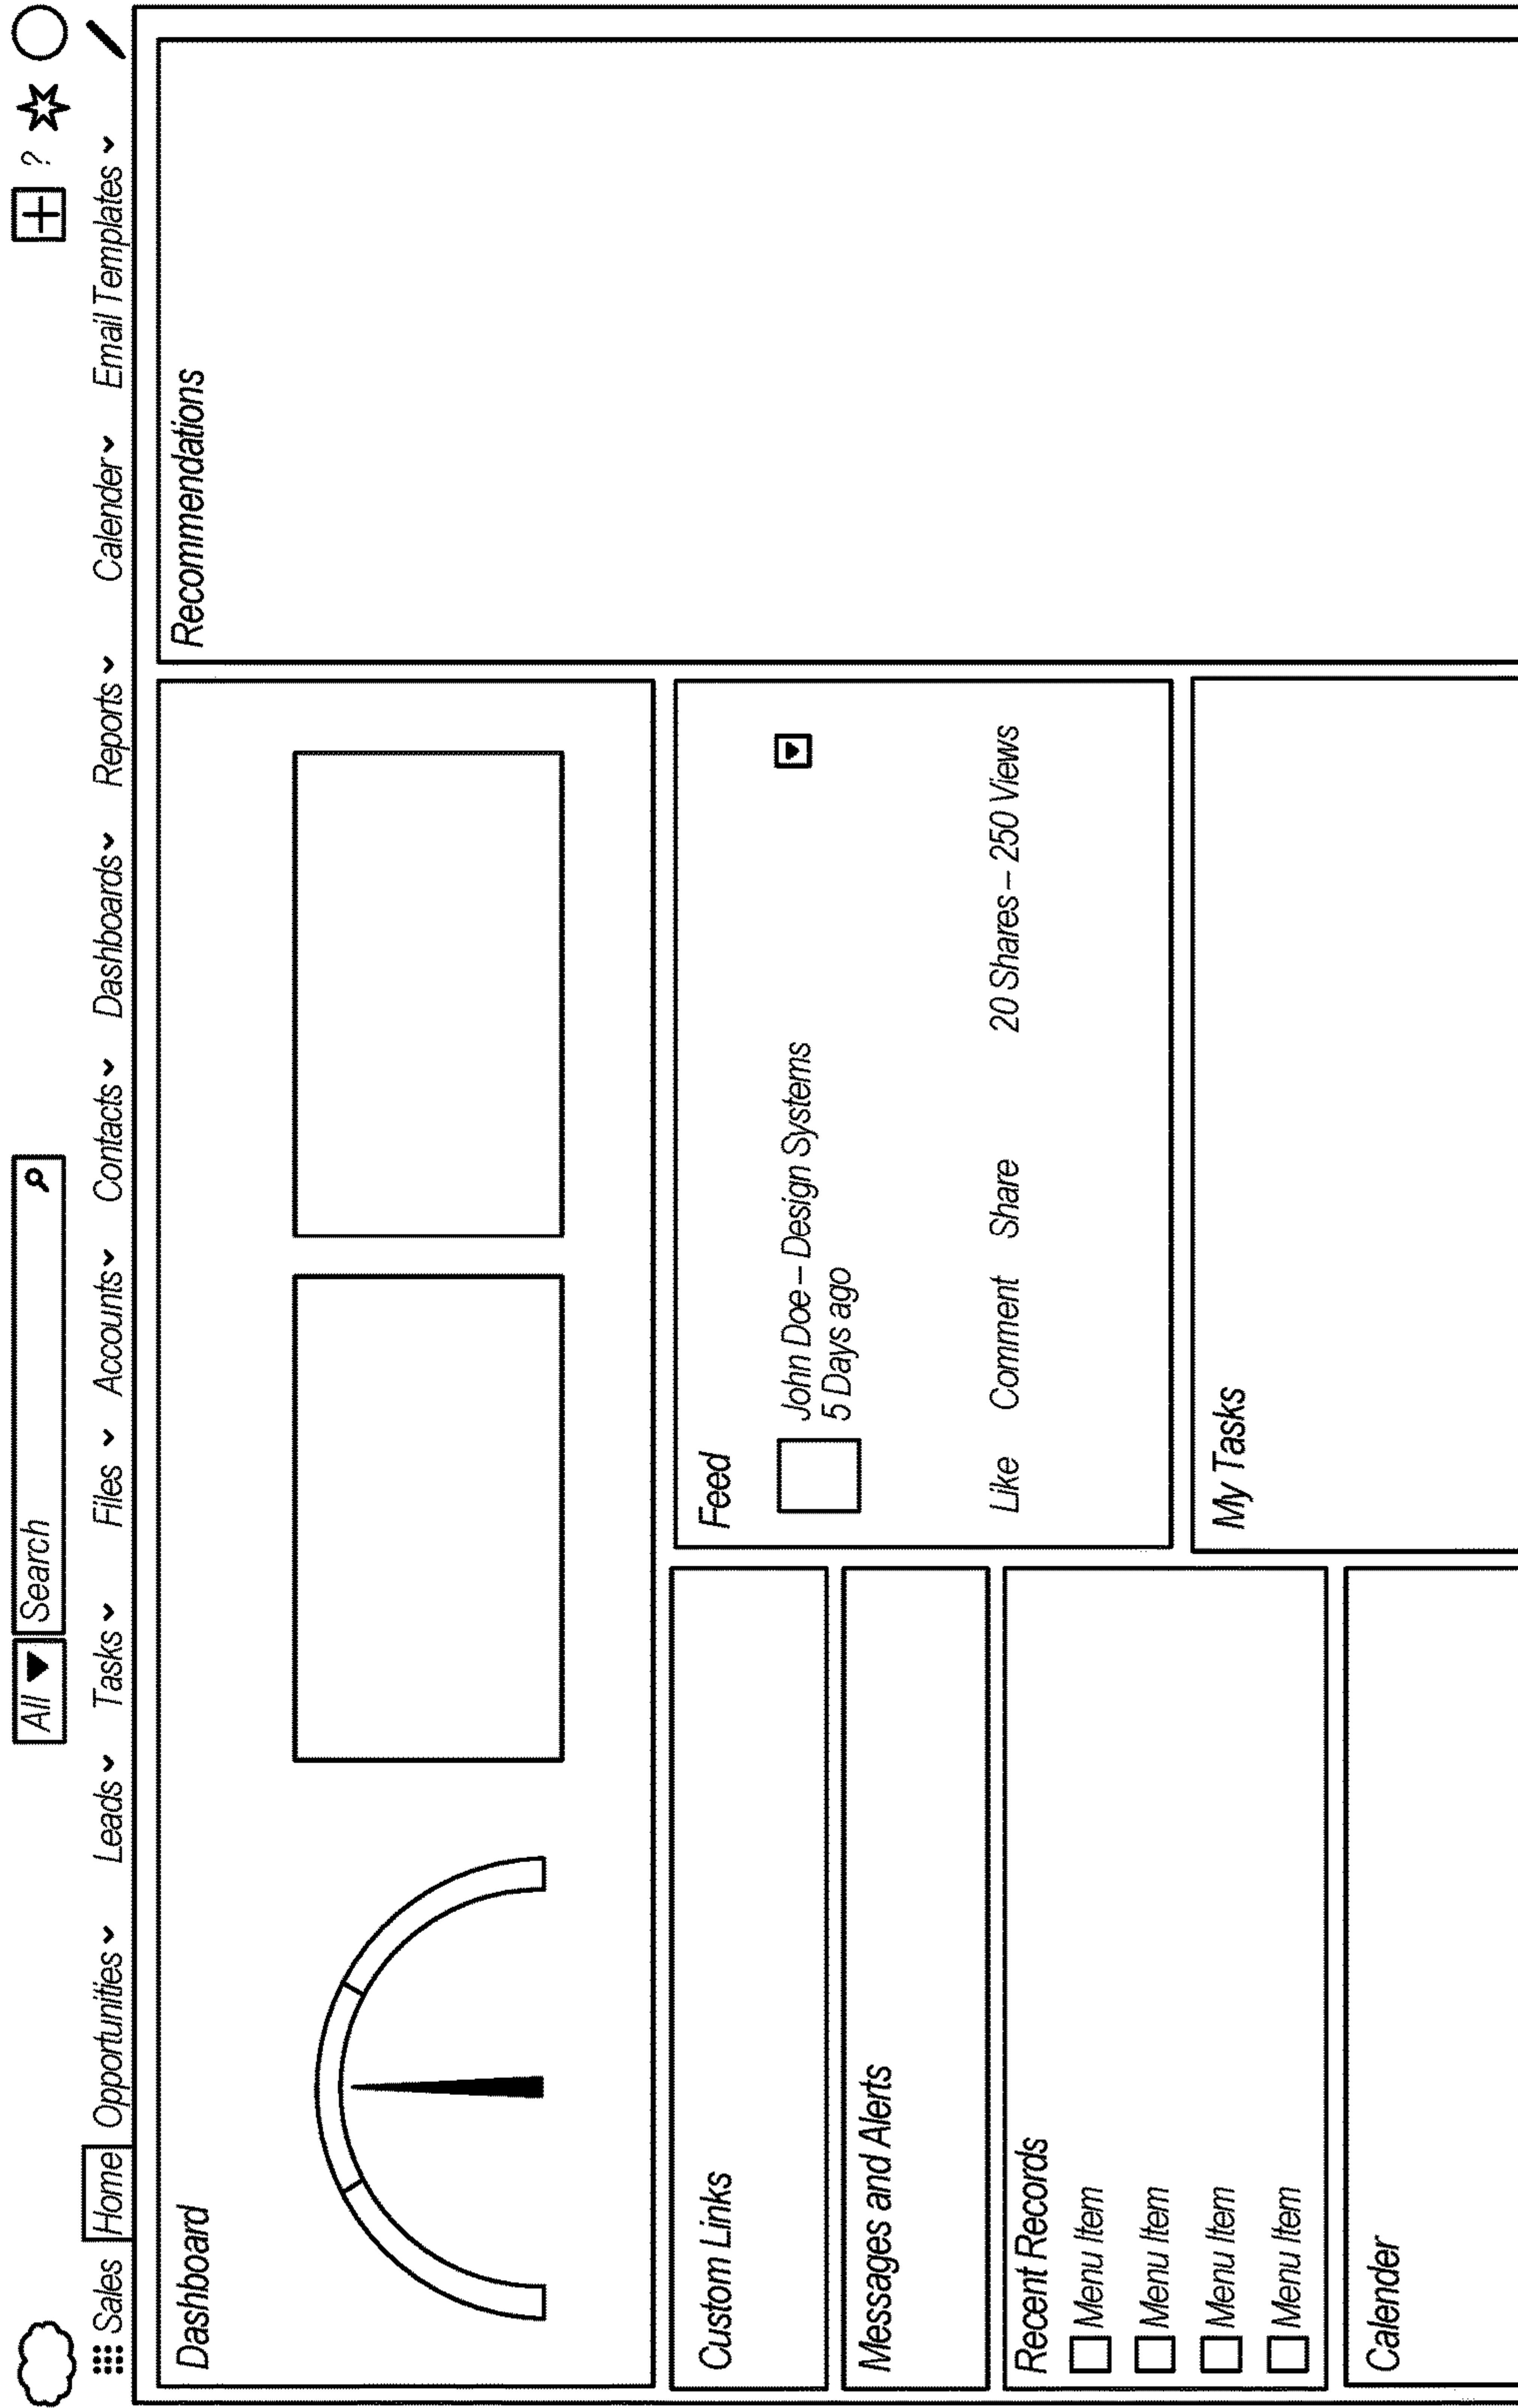 All Search
?
Sales Home Opportunities Leads Tasks Files Accounts Contacts Dashboards Reports Calender Email Templates
Dashboard
Recommendations
Custom Links
Messages and Alerts
Recent Records
Menu Item
Menu Item
Menu Item
Menu Item
Calender
Feed
John Doe – Design Systems
5 Days ago
Like Comment Share 20 Shares – 250 Views
My Tasks